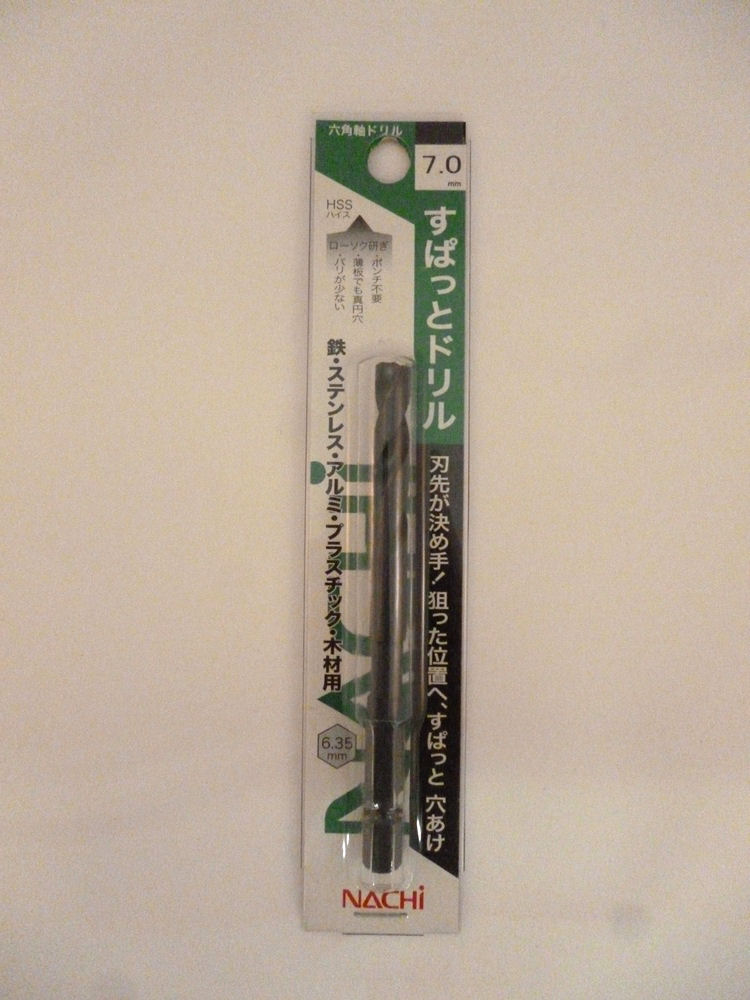 六角軸ドリル
7.0
mm
すぱっとドリル
HSS
ハイス
ローソク研ぎ
・ポンチ不要
・薄板でも真円穴
・バリが少ない
刃先が決め手!狙った位置へ、すぱっと 穴あけ
鉄・ステンレス・アルミ・プラスチック・木材用
6.35
mm
NACHi
NACHi